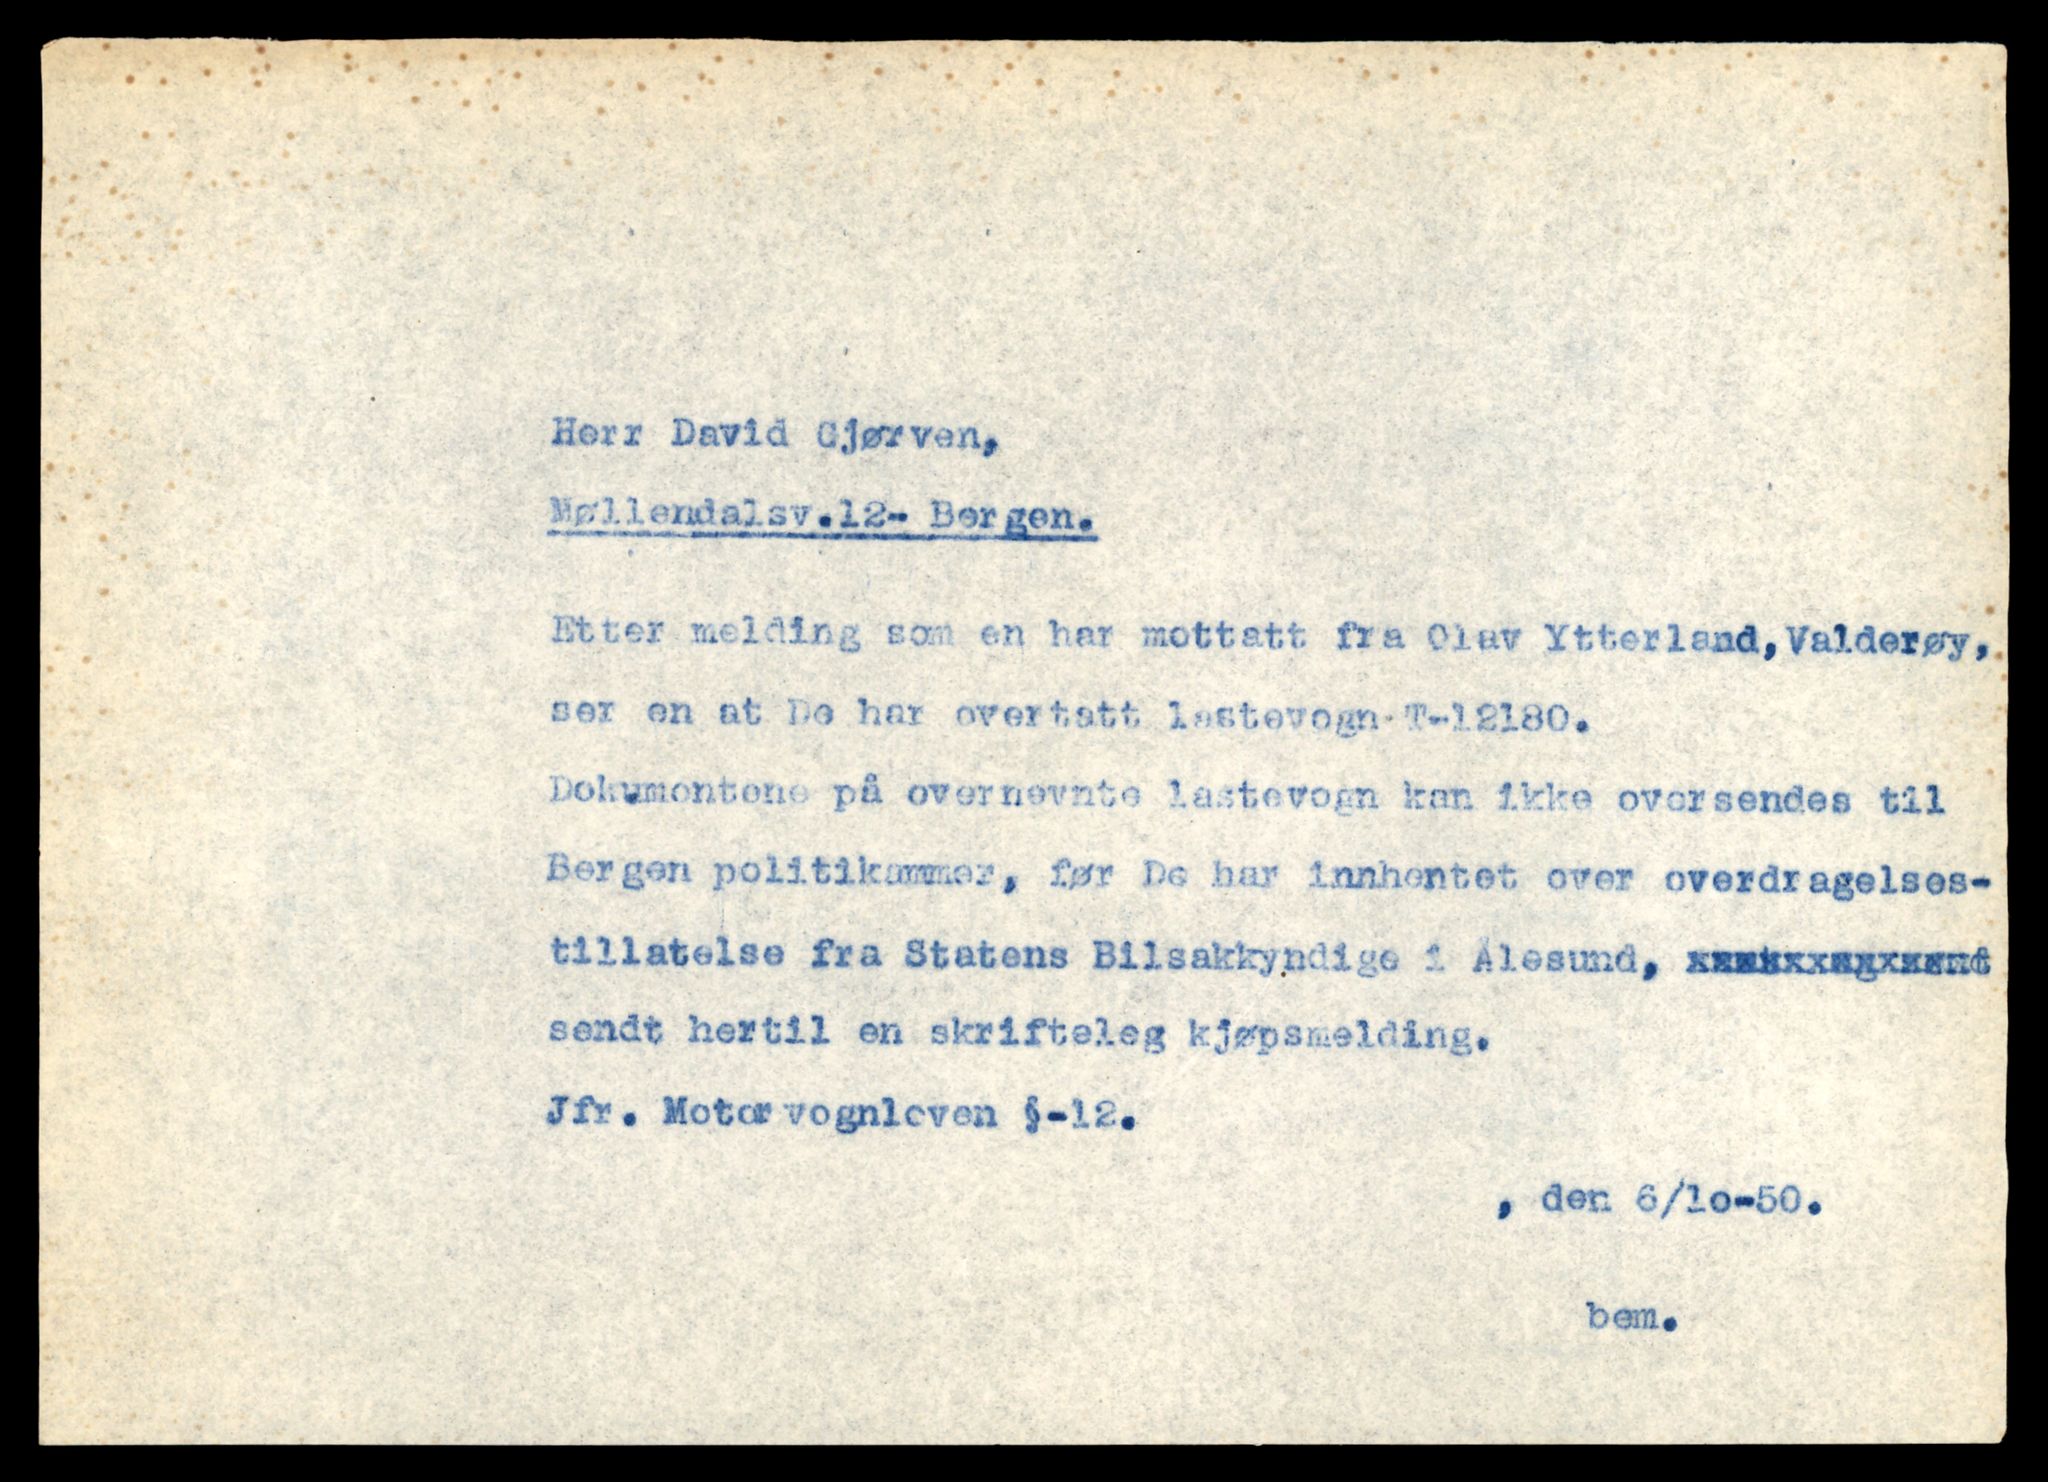 Herr David Gjørven,
Møllendalsv.12- Bergen.
Etter melding som en har mottatt fra Olav Ytterland,Valderøy,
ser en at De har overtatt lastevogn T-12180.
Dokumentene på overnevnte lastevogn kan ikke oversendes til
Bergen politikammer, før De har innhentet over overdragelses-
tillatelse fra Statens Bilsakkyndige i Ålesund,
sendt hertil en skrifteleg kjøpsmelding.
Jfr. Motorvognloven §-12.
, den 6/1o-50.
bem.